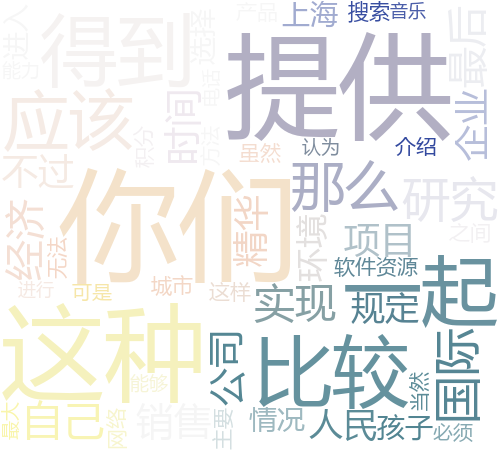 进入
得到
选择
产品
上海
搜索
音乐
最后
能力
电话
提供
企业
应该
积分
时间
方法
虽然
认为
介绍
不过
你们
那么
研究
经济
无法
精华
环境
项目
之间
进行
可是
城市
这样
软件
资源
一起
这种
能够
实现
规定
比较
公司
国际
当然
最大
自己
网络
销售
主要
情况
人民
孩子
必须